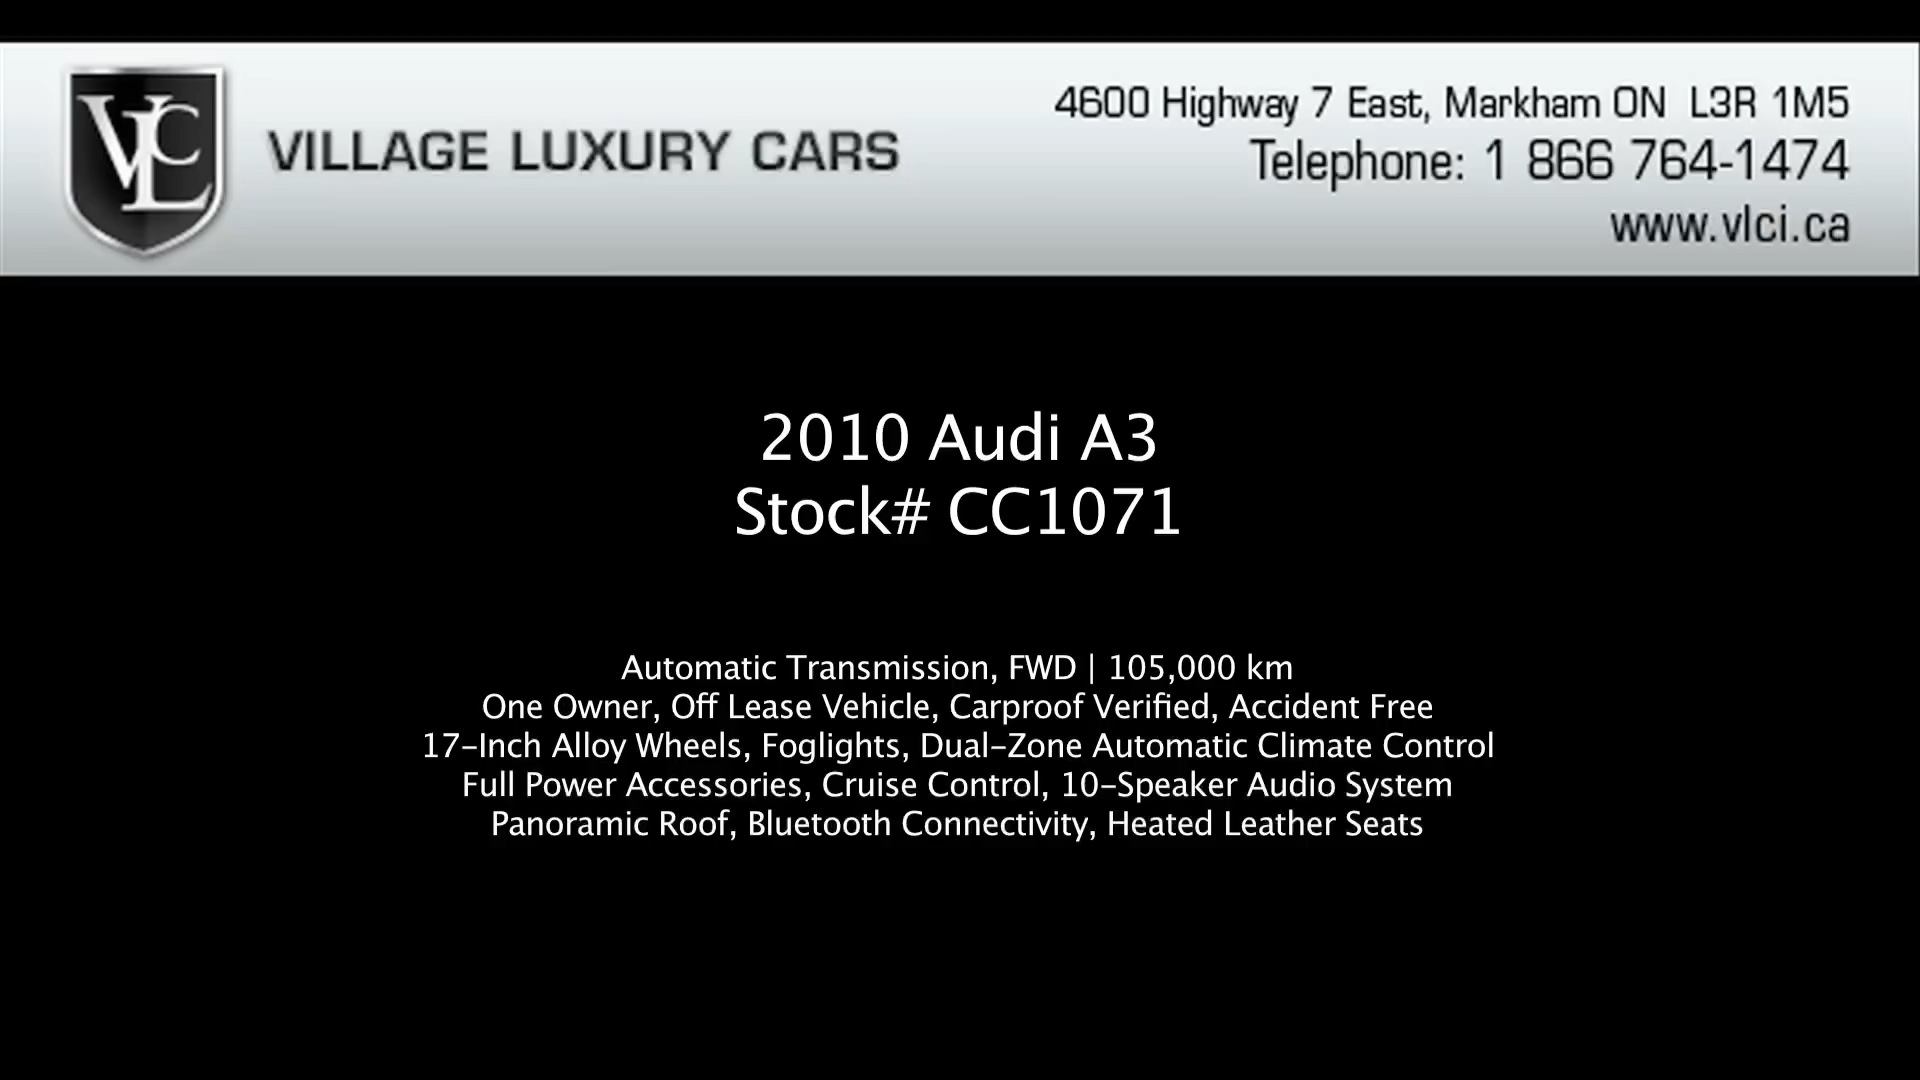 VLC
VILLAGE LUXURY CARS
4600 Highway 7 East, Markham ON L3R 1M5
Telephone: 1 866 764-1474
www.vlci.ca
2010 Audi A3
Stock# CC1071
Automatic Transmission, FWD | 105,000 km
One Owner, Off Lease Vehicle, Carproof Verified, Accident Free
17-Inch Alloy Wheels, Foglights, Dual-Zone Automatic Climate Control
Full Power Accessories, Cruise Control, 10-Speaker Audio System
Panoramic Roof, Bluetooth Connectivity, Heated Leather Seats